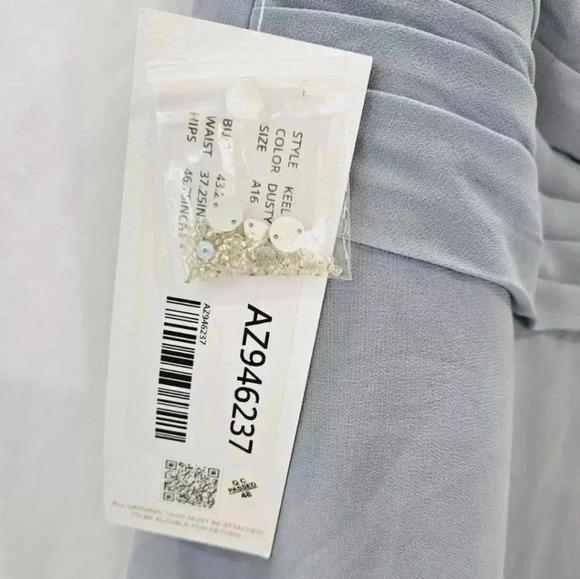 STYLE KEEL
COLOR DUSTY
SIZE A16
WAIST 37.25IN
HIPS
AZ946237
AZ946237
Q C
PASSED
46
ALL ORIGINAL TAGS MUST BE ATTACHED
TO BE ELIGIBLE FOR RETURN.